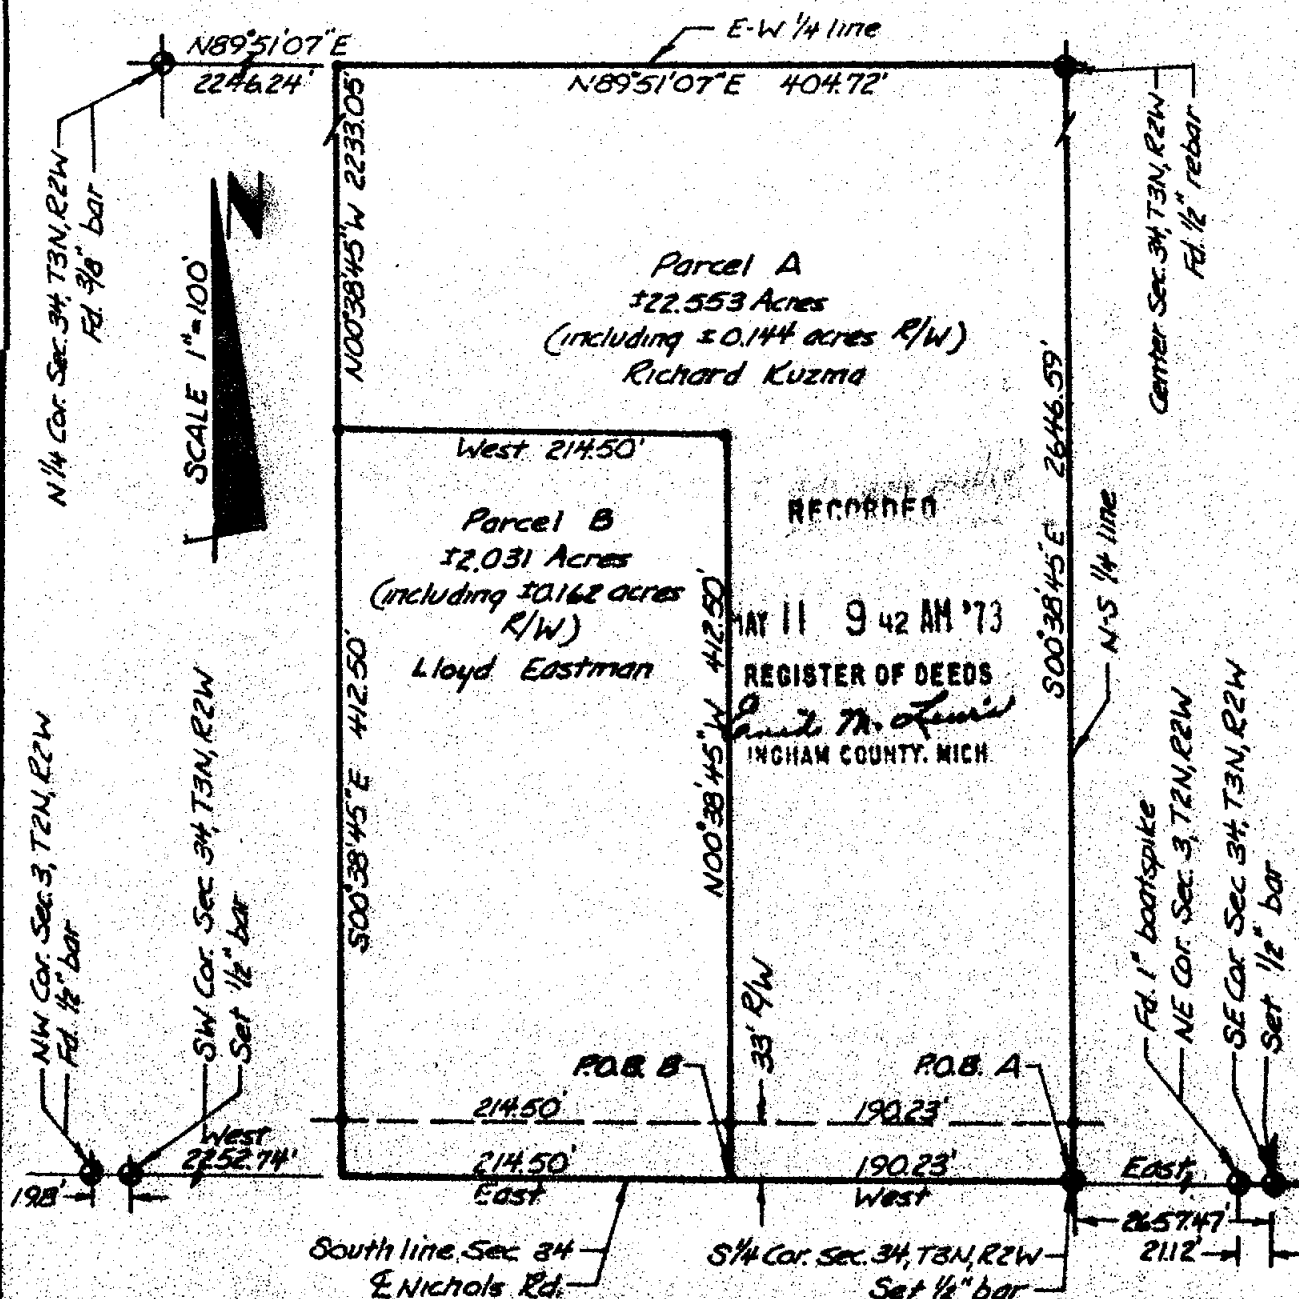 E-W 1/4 line
N89°51'07"E
2246.24'
N89°51'07"E 404.72'
N 1/4 Cor. Sec. 34, T3N, R2W
Fd. 3/8" bar
N
SCALE 1"=100'
N00°38'45"W 2233.05'
Center Sec. 34, T3N, R2W
Fd. 1/2" rebar
Parcel A
±22.553 Acres
(including ±0.144 acres R/W)
Richard Kuzma
S00°38'45"E 2646.59'
N-S 1/4 line
West 214.50'
Parcel B
±2.031 Acres
(including ±0.162 acres
R/W)
Lloyd Eastman
S00°38'45"E 412.50'
N00°38'45"W 412.50'
RECORDED
MAY 11 9 42 AM '73
REGISTER OF DEEDS
M. Lewis
INGHAM COUNTY. MICH
NW Cor. Sec. 3, T2N, R2W
Fd. 1/2" bar
SW Cor. Sec. 34, T3N, R2W
Set 1/2" bar
Fd. 1" boatspike
NE Cor. Sec. 3, T2N, R2W
SE Cor. Sec. 34, T3N, R2W
Set 1/2" bar
33' R/W
P.O.B. B
P.O.B. A
214.50'
190.23'
West
2252.74'
198'
214.50'
East
190.23'
West
East
2657.47'
21.12'
South line, Sec 34
℄ Nichols Rd.
S 1/4 Cor. Sec. 34, T3N, R2W
Set 1/2" bar